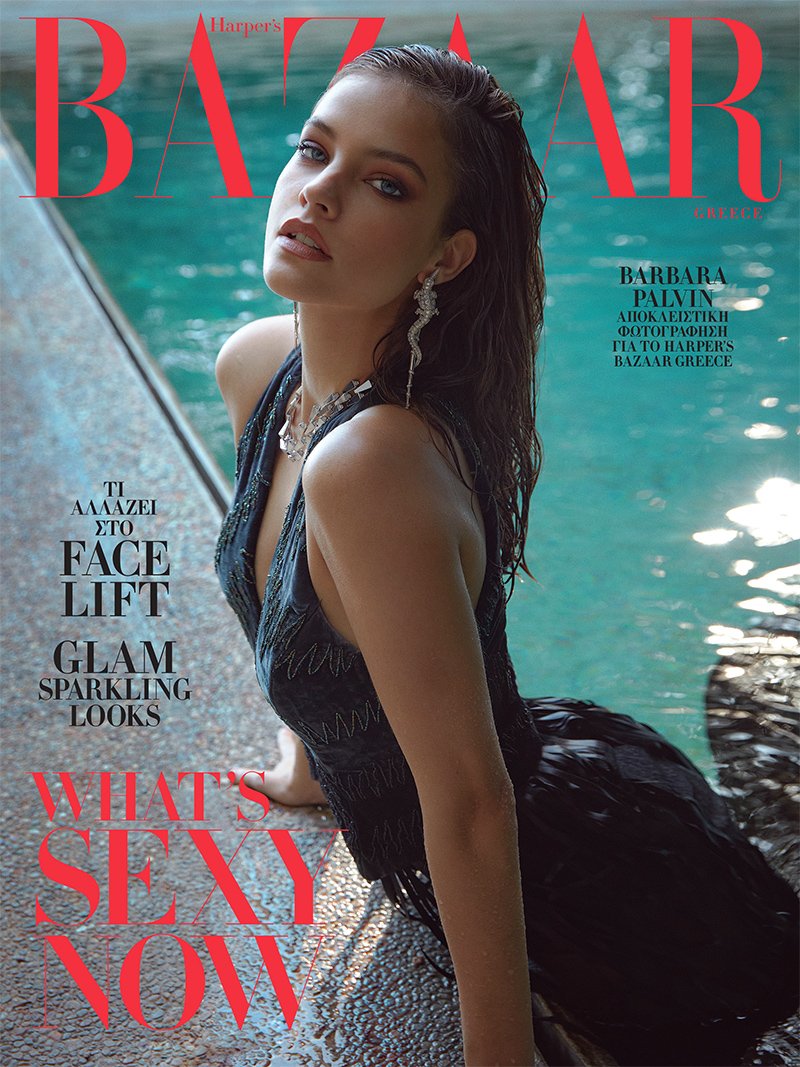 Harper's
BAZAAR
GREECE
BARBARA
PALVIN
ΑΠΟΚΛΕΙΣΤΙΚΗ
ΦΩΤΟΓΡΑΦΗΣΗ
ΓΙΑ ΤΟ HARPER'S
BAZAAR GREECE
ΤΙ
ΑΛΛΑΖΕΙ
ΣΤΟ
FACE
LIFT
GLAM
SPARKLING
LOOKS
WHAT'S
SEXY
NOW